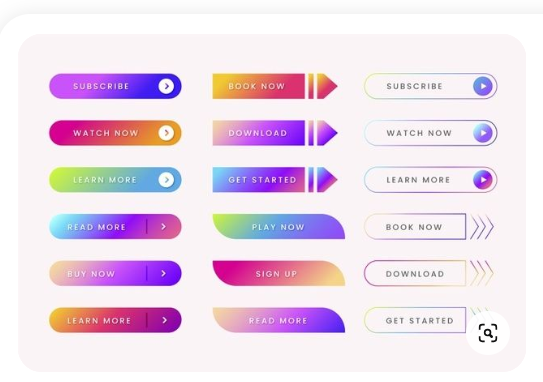 SUBSCRIBE
BOOK NOW
SUBSCRIBE
WATCH NOW
DOWNLOAD
WATCH NOW
LEARN MORE
GET STARTED
LEARN MORE
READ MORE
PLAY NOW
BOOK NOW
BUY NOW
SIGN UP
DOWNLOAD
LEARN MORE
READ MORE
GET STARTED